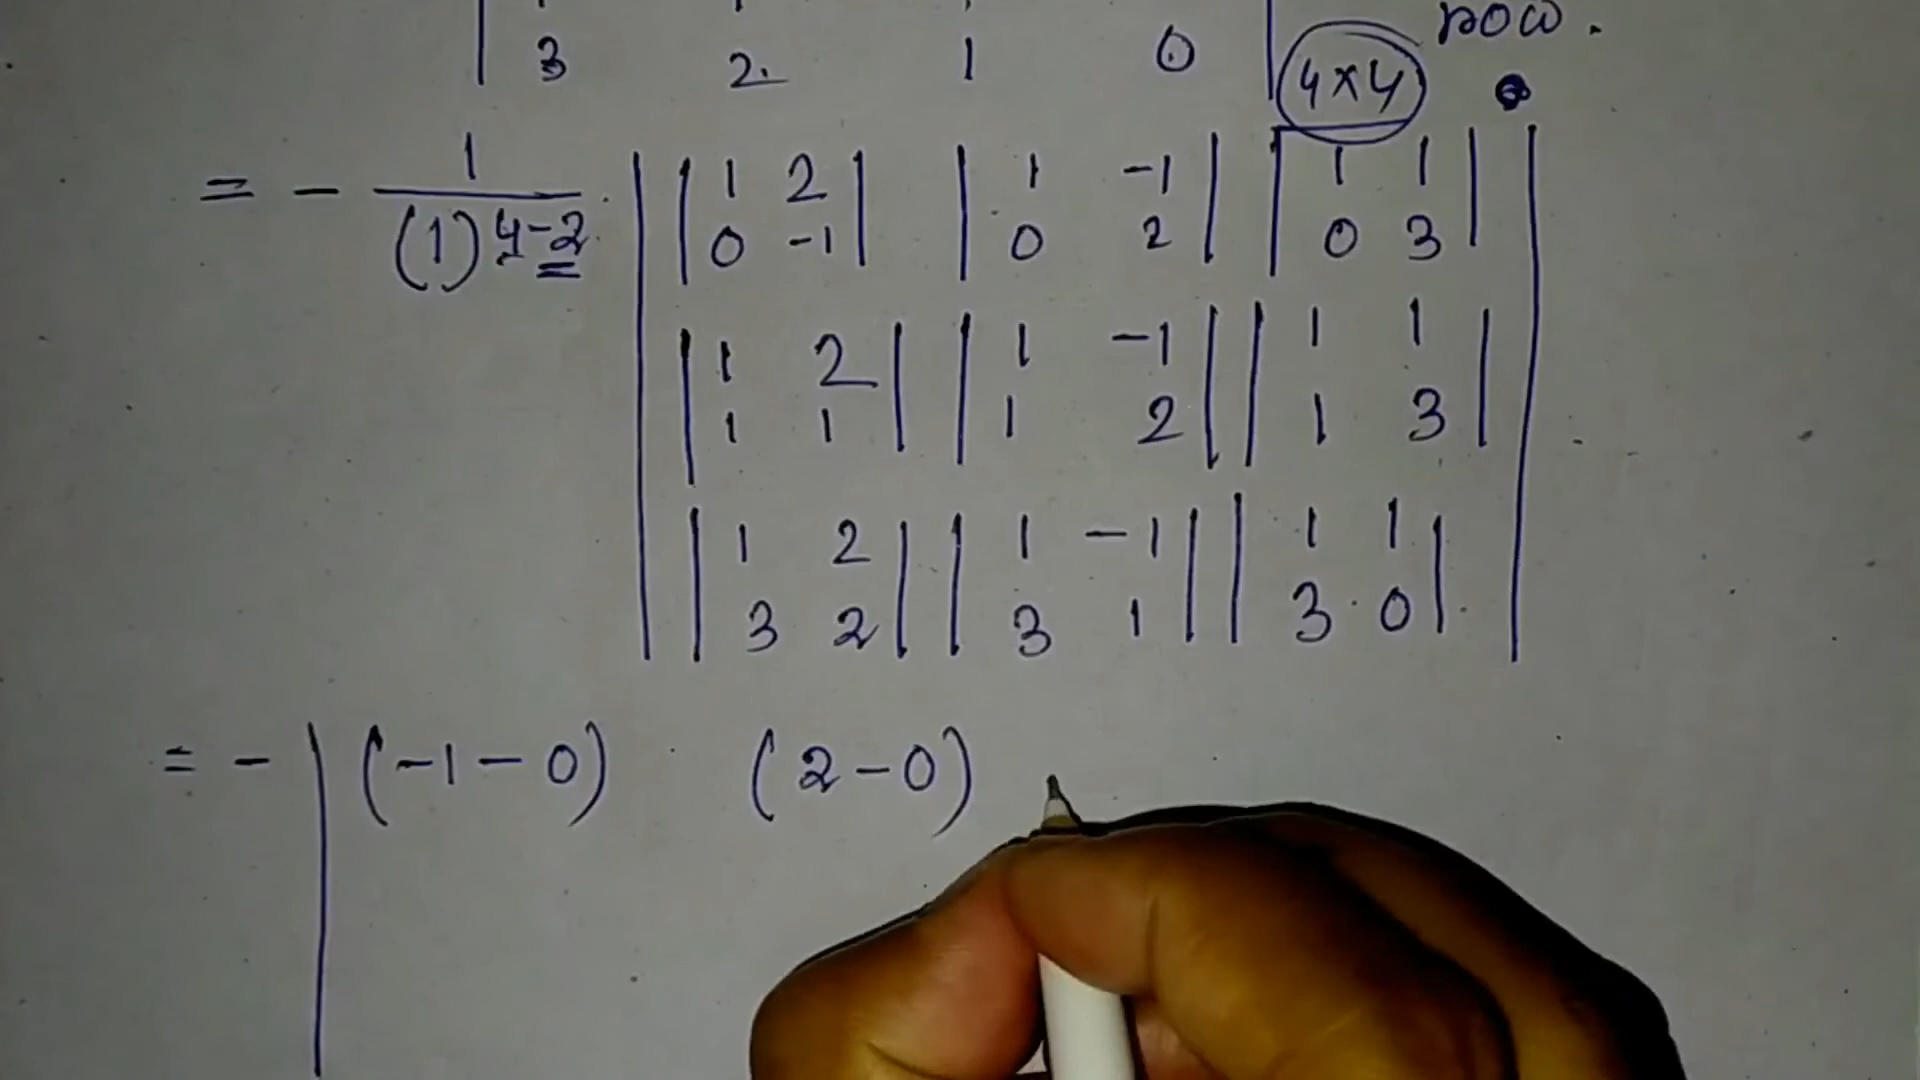 row.
| 3 2. 1 0 | 4×4
= - 1/(1)^4-2 . | |1 2| |1 -1| |1 1| |
|0 -1| |0 2| |0 3|
|1 2| |1 -1| |1 1|
|1 1| |1 2| |1 3|
|1 2| |1 -1| |1 1|
|3 2| |3 1| |3 0|
= - | (-1-0) (2-0)